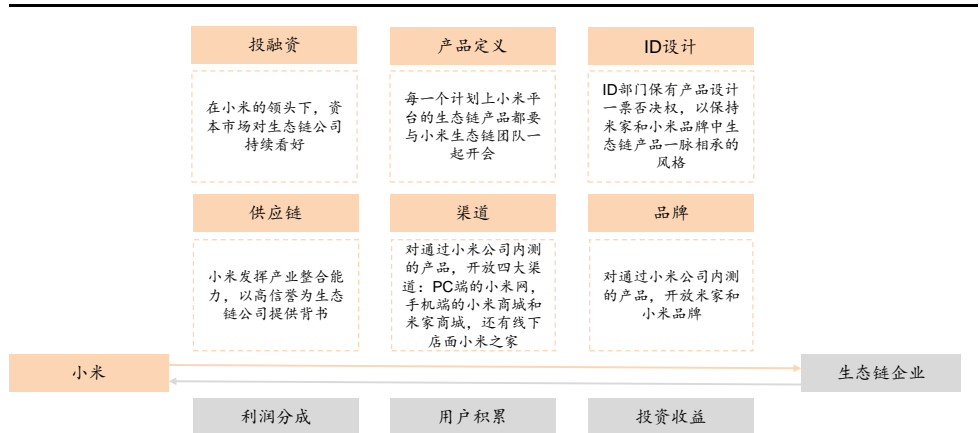 投融资
在小米的领头下，资
本市场对生态链公司
持续看好
产品定义
每一个计划上小米平
台的生态链产品都要
与小米生态链团队一
起开会
ID设计
ID部门保有产品设计
一票否决权，以保持
米家和小米品牌中生
态链产品一脉相承的
风格
供应链
小米发挥产业整合能
力，以高信誉为生态
链公司提供背书
渠道
对通过小米公司内测
的产品，开放四大渠
道：PC端的小米网，
手机端的小米商城和
米家商城，还有线下
店面小米之家
品牌
对通过小米公司内测
的产品，开放米家和
小米品牌
小米
生态链企业
利润分成
用户积累
投资收益